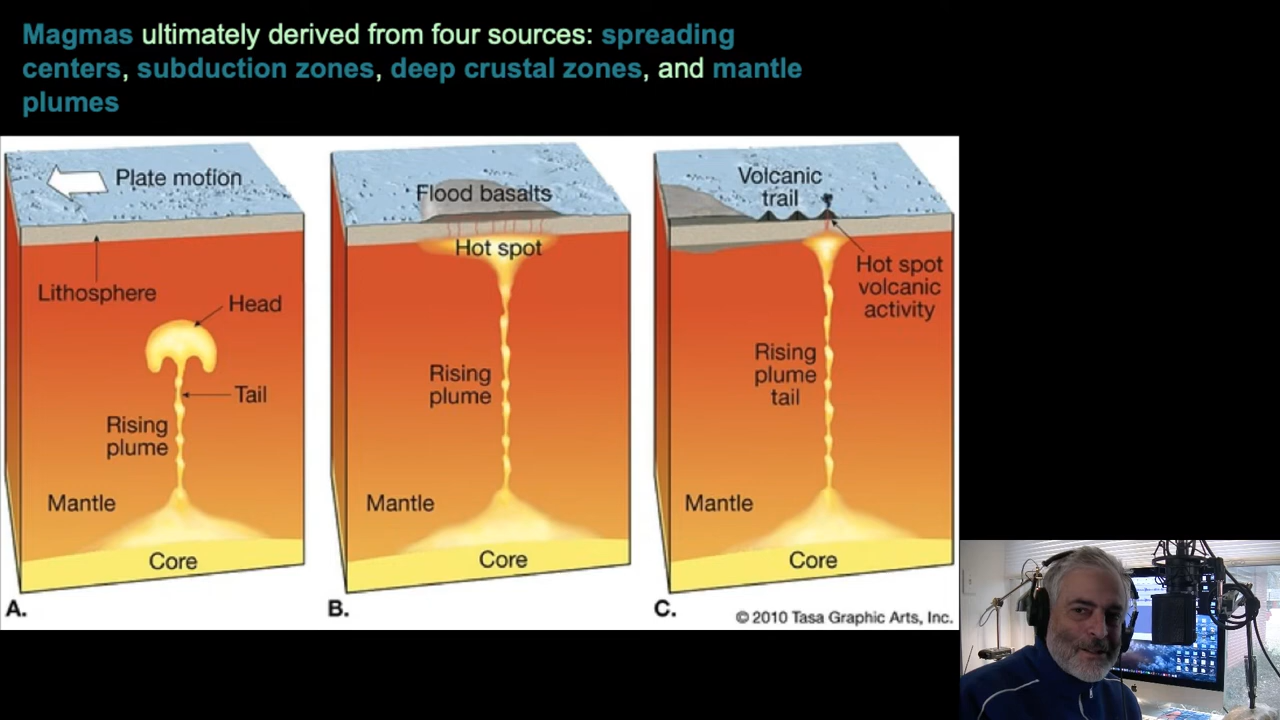 Magmas ultimately derived from four sources: spreading
centers, subduction zones, deep crustal zones, and mantle
plumes
Plate motion
Lithosphere
Head
Tail
Rising
plume
Mantle
Core
A.
Flood basalts
Hot spot
Rising
plume
Mantle
Core
B.
Volcanic
trail
Hot spot
volcanic
activity
Rising
plume
tail
Mantle
Core
C.
© 2010 Tasa Graphic Arts, Inc.